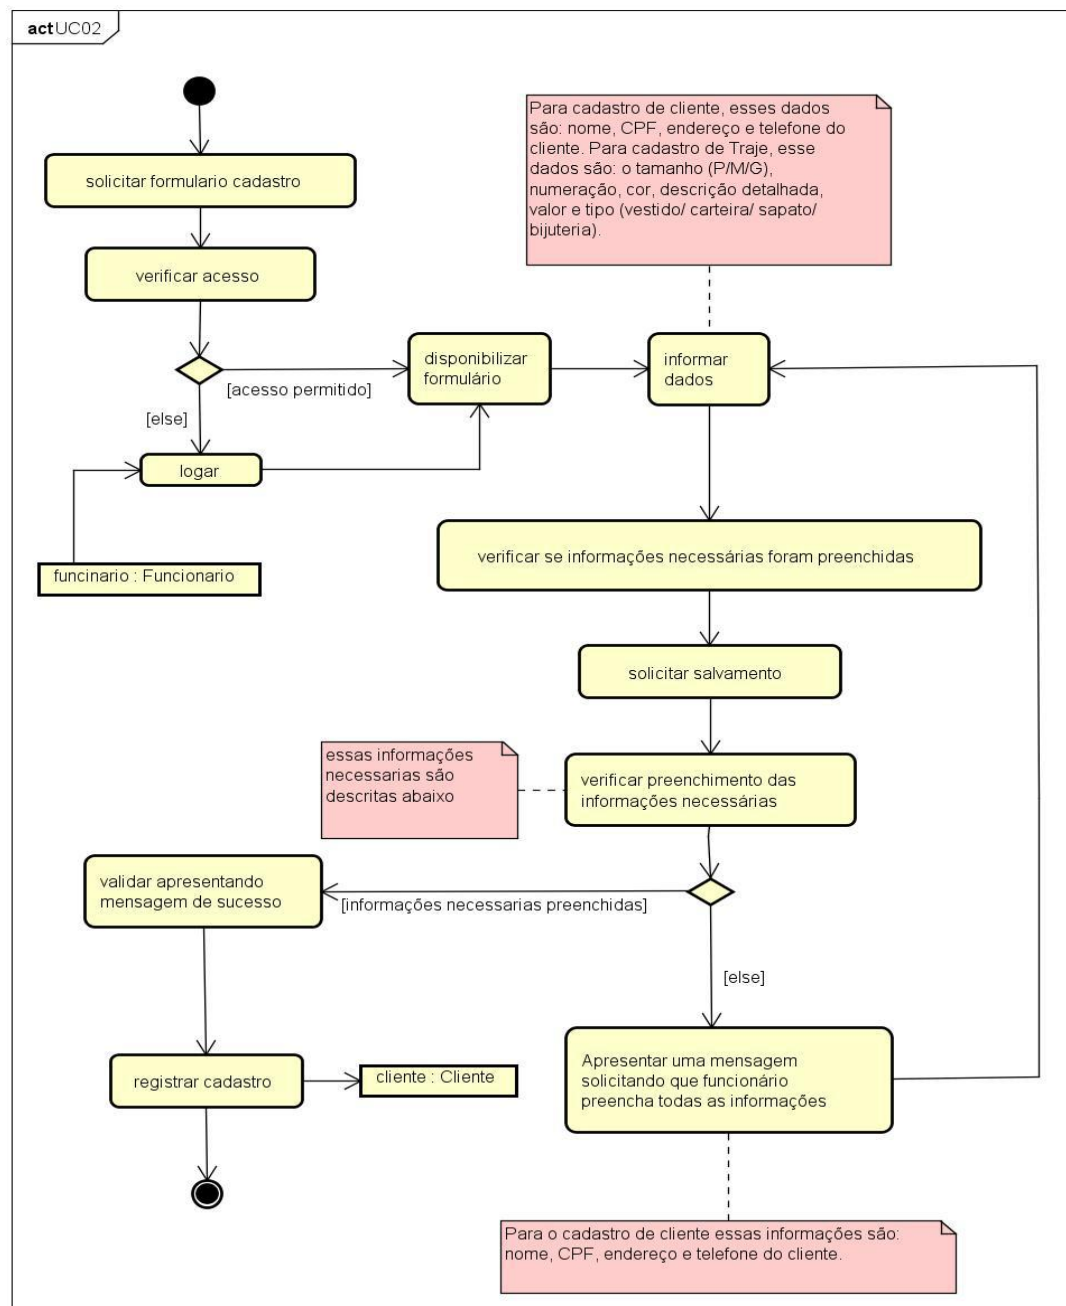 act UC02
Para cadastro de cliente, esses dados
são: nome, CPF, endereço e telefone do
cliente. Para cadastro de Traje, esse
dados são: o tamanho (P/M/G),
numeração, cor, descrição detalhada,
valor e tipo (vestido/ carteira/ sapato/
bijuteria).
solicitar formulario cadastro
verificar acesso
[acesso permitido]
[else]
disponibilizar
formulário
informar
dados
logar
funcinario : Funcionario
verificar se informações necessárias foram preenchidas
solicitar salvamento
essas informações
necessarias são
descritas abaixo
verificar preenchimento das
informações necessárias
validar apresentando
mensagem de sucesso
[informações necessarias preenchidas]
[else]
registrar cadastro
cliente : Cliente
Apresentar uma mensagem
solicitando que funcionário
preencha todas as informações
Para o cadastro de cliente essas informações são:
nome, CPF, endereço e telefone do cliente.